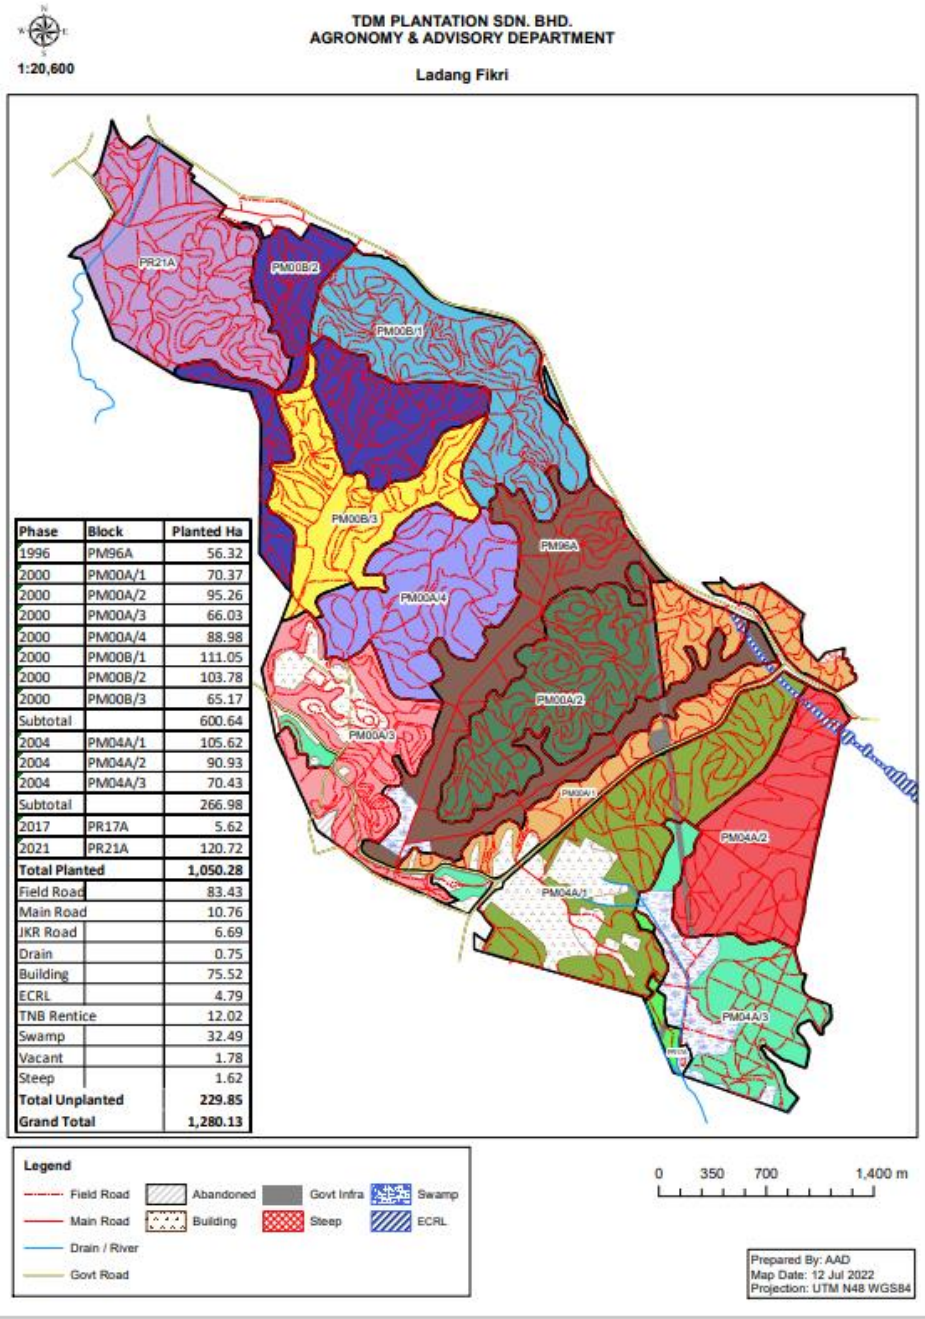 N
W E
S
1:20,600
TDM PLANTATION SDN. BHD.
AGRONOMY & ADVISORY DEPARTMENT
Ladang Fikri
PR21A
PM00B/2
PM00B/1
PM00B/3
PM96A
PM00A/4
PM00A/2
PM00A/3
PM00A/1
PM04A/2
PM04A/1
PM04A/3
Phase Block Planted Ha
1996 PM96A 56.32
2000 PM00A/1 70.37
2000 PM00A/2 95.26
2000 PM00A/3 66.03
2000 PM00A/4 88.98
2000 PM00B/1 111.05
2000 PM00B/2 103.78
2000 PM00B/3 65.17
Subtotal 600.64
2004 PM04A/1 105.62
2004 PM04A/2 90.93
2004 PM04A/3 70.43
Subtotal 266.98
2017 PR17A 5.62
2021 PR21A 120.72
Total Planted 1,050.28
Field Road 83.43
Main Road 10.76
JKR Road 6.69
Drain 0.75
Building 75.52
ECRL 4.79
TNB Rentice 12.02
Swamp 32.49
Vacant 1.78
Steep 1.62
Total Unplanted 229.85
Grand Total 1,280.13
Legend
Field Road Abandoned Govt Infra Swamp
Main Road Building Steep ECRL
Drain / River
Govt Road
0 350 700 1,400 m
Prepared By: AAD
Map Date: 12 Jul 2022
Projection: UTM N48 WGS84